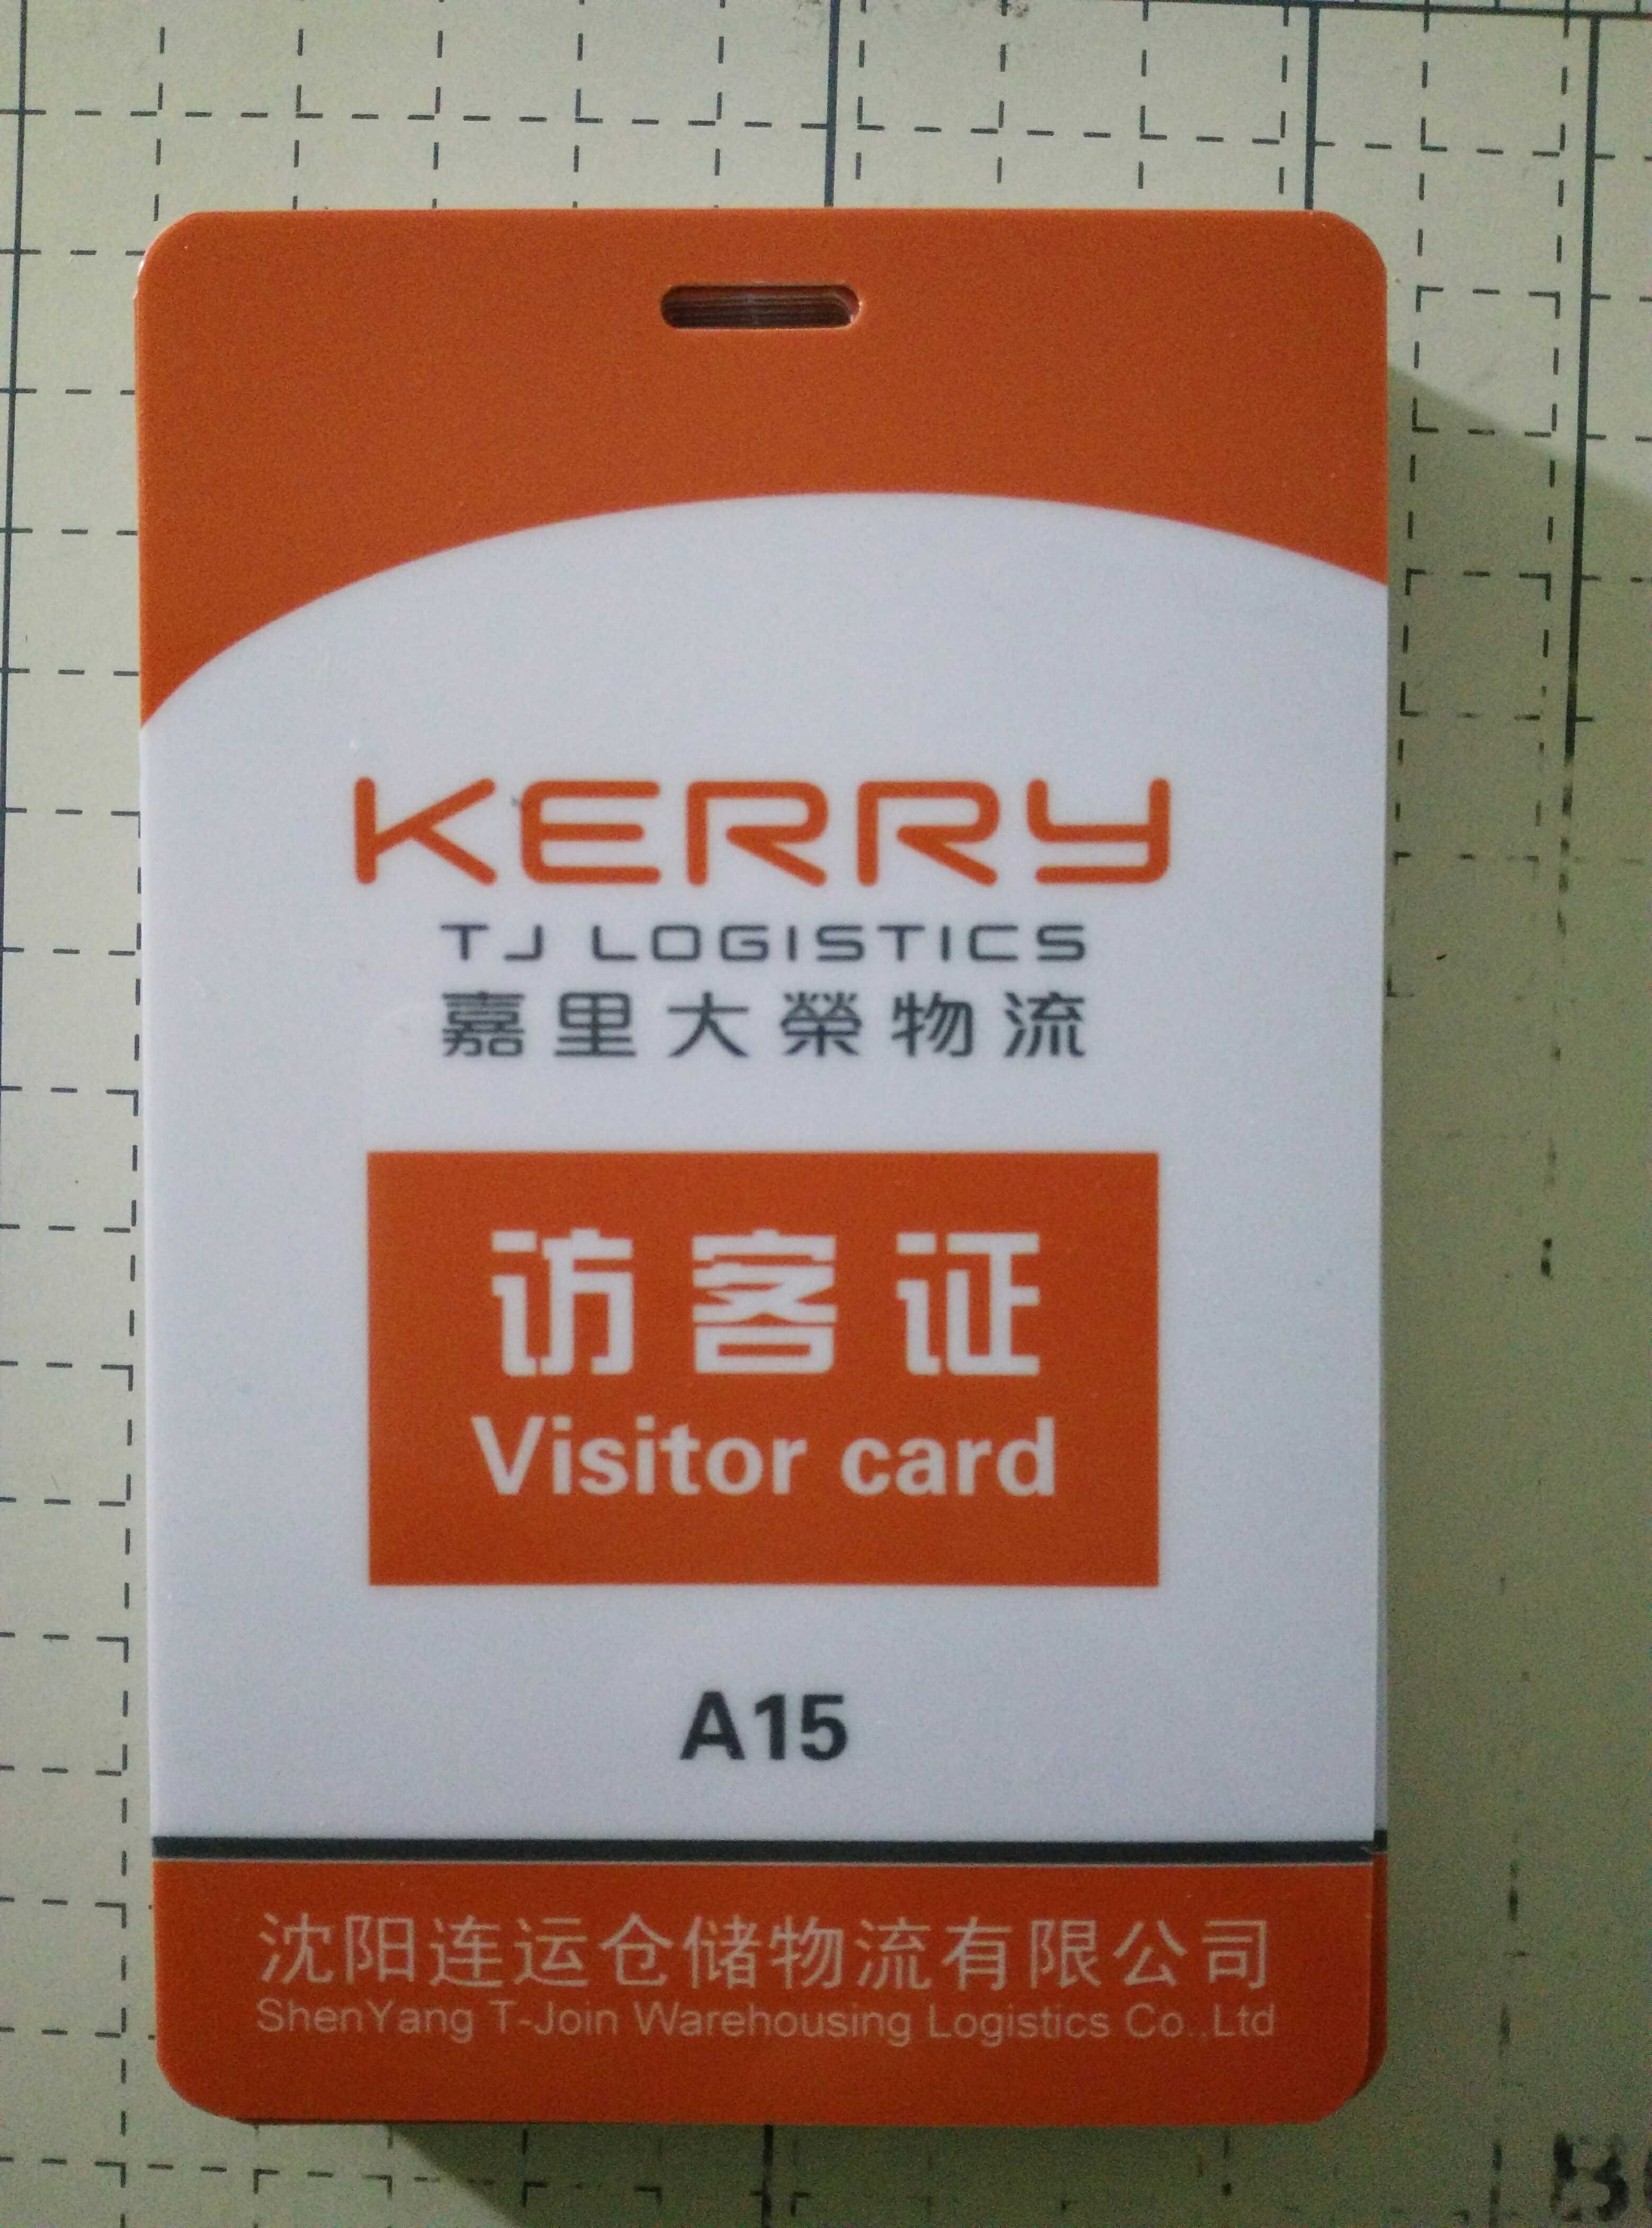 KERRY
TJ LOGISTICS
嘉里大榮物流
访客证
Visitor card
A15
沈阳连运仓储物流有限公司
ShenYang T-Join Warehousing Logistics Co.,Ltd